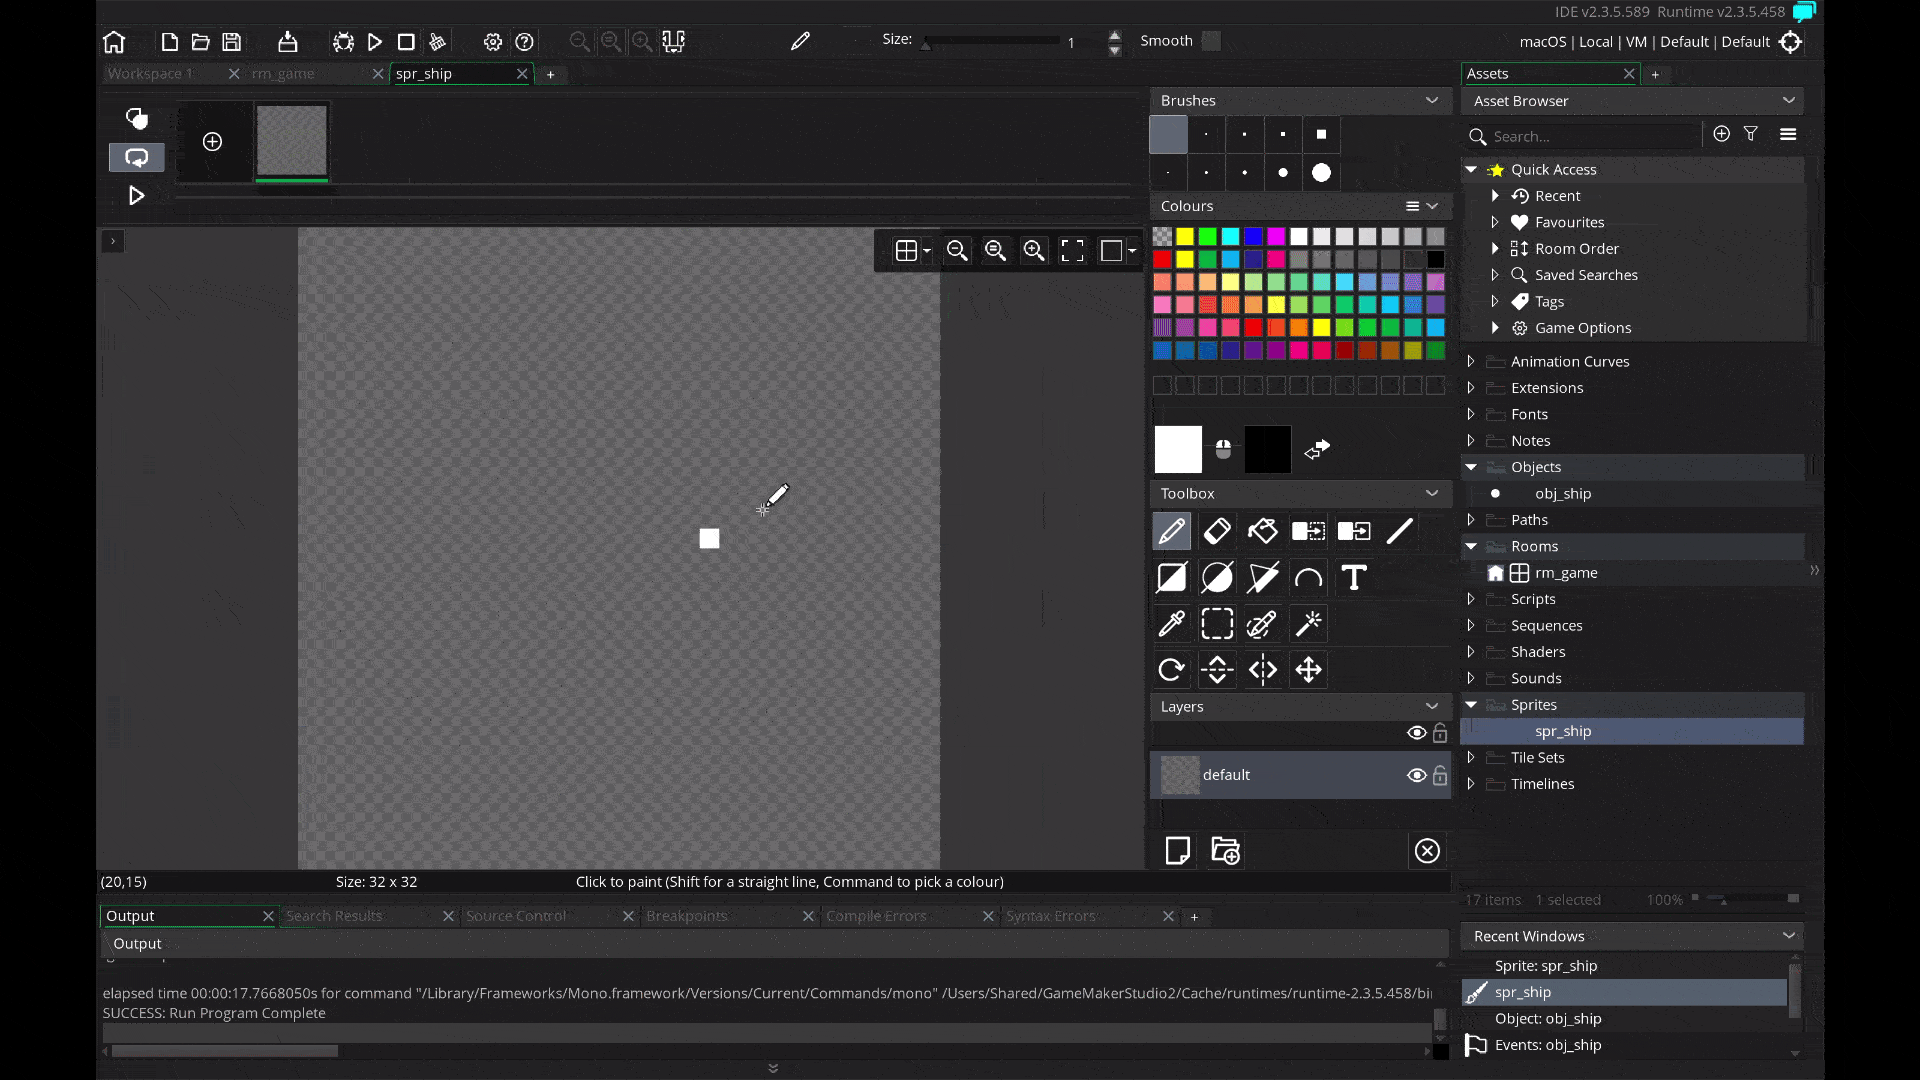 IDE v2.3.5.589 Runtime v2.3.5.458
Size: 1 Smooth
macOS | Local | VM | Default | Default
Workspace 1
rm_game
spr_ship
Brushes
Colours
Toolbox
Layers
default
(20,15)
Size: 32 x 32
Click to paint (Shift for a straight line, Command to pick a colour)
Output
Search Results
Source Control
Breakpoints
Compile Errors
Syntax Errors
Output
elapsed time 00:00:17.7668050s for command "/Library/Frameworks/Mono.framework/Versions/Current/Commands/mono" /Users/Shared/GameMakerStudio2/Cache/runtimes/runtime-2.3.5.458/bin
SUCCESS: Run Program Complete
Assets
Asset Browser
Search...
Quick Access
Recent
Favourites
Room Order
Saved Searches
Tags
Game Options
Animation Curves
Extensions
Fonts
Notes
Objects
obj_ship
Paths
Rooms
rm_game
Scripts
Sequences
Shaders
Sounds
Sprites
spr_ship
Tile Sets
Timelines
17 items 1 selected 100%
Recent Windows
Sprite: spr_ship
spr_ship
Object: obj_ship
Events: obj_ship